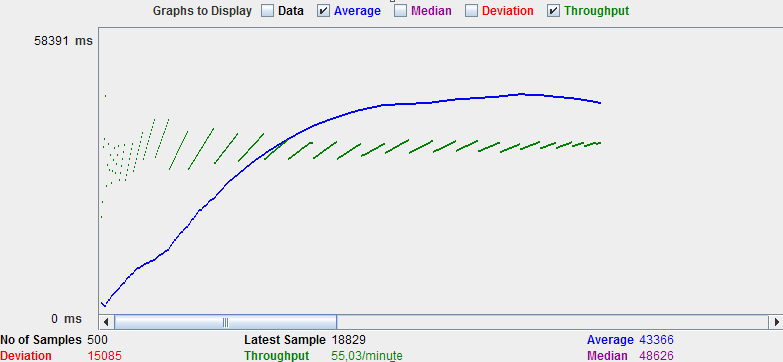 Graphs to Display Data Average Median Deviation Throughput
58391 ms
0 ms
No of Samples 500 Latest Sample 18829 Average 43366
Deviation 15085 Throughput 55,03/minute Median 48626